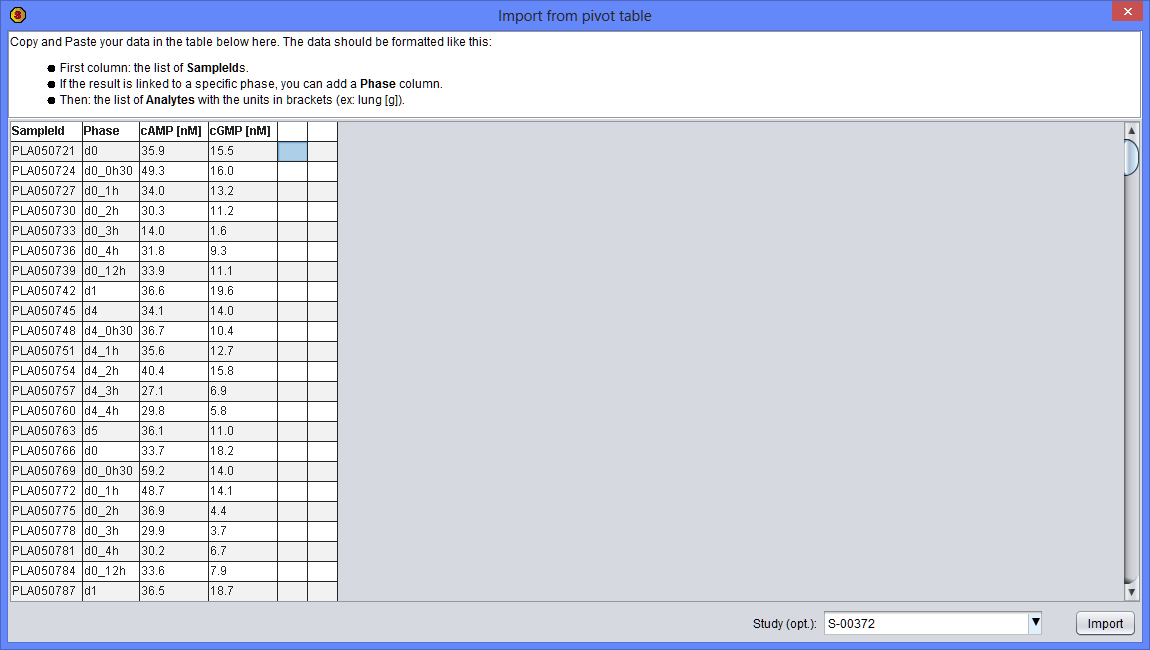 Import from pivot table
Copy and Paste your data in the table below here. The data should be formatted like this:
● First column: the list of SampleIds.
● If the result is linked to a specific phase, you can add a Phase column.
● Then: the list of Analytes with the units in brackets (ex: lung [g]).
SampleId Phase cAMP [nM] cGMP [nM]
PLA050721 d0 35.9 15.5
PLA050724 d0_0h30 49.3 16.0
PLA050727 d0_1h 34.0 13.2
PLA050730 d0_2h 30.3 11.2
PLA050733 d0_3h 14.0 1.6
PLA050736 d0_4h 31.8 9.3
PLA050739 d0_12h 33.9 11.1
PLA050742 d1 36.6 19.6
PLA050745 d4 34.1 14.0
PLA050748 d4_0h30 36.7 10.4
PLA050751 d4_1h 35.6 12.7
PLA050754 d4_2h 40.4 15.8
PLA050757 d4_3h 27.1 6.9
PLA050760 d4_4h 29.8 5.8
PLA050763 d5 36.1 11.0
PLA050766 d0 33.7 18.2
PLA050769 d0_0h30 59.2 14.0
PLA050772 d0_1h 48.7 14.1
PLA050775 d0_2h 36.9 4.4
PLA050778 d0_3h 29.9 3.7
PLA050781 d0_4h 30.2 6.7
PLA050784 d0_12h 33.6 7.9
PLA050787 d1 36.5 18.7
Study (opt.): S-00372 Import